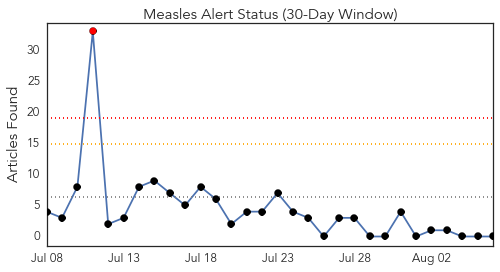 Measles Alert Status (30-Day Window)
Articles Found
30
25
20
15
10
5
0
Jul 08 Jul 13 Jul 18 Jul 23 Jul 28 Aug 02